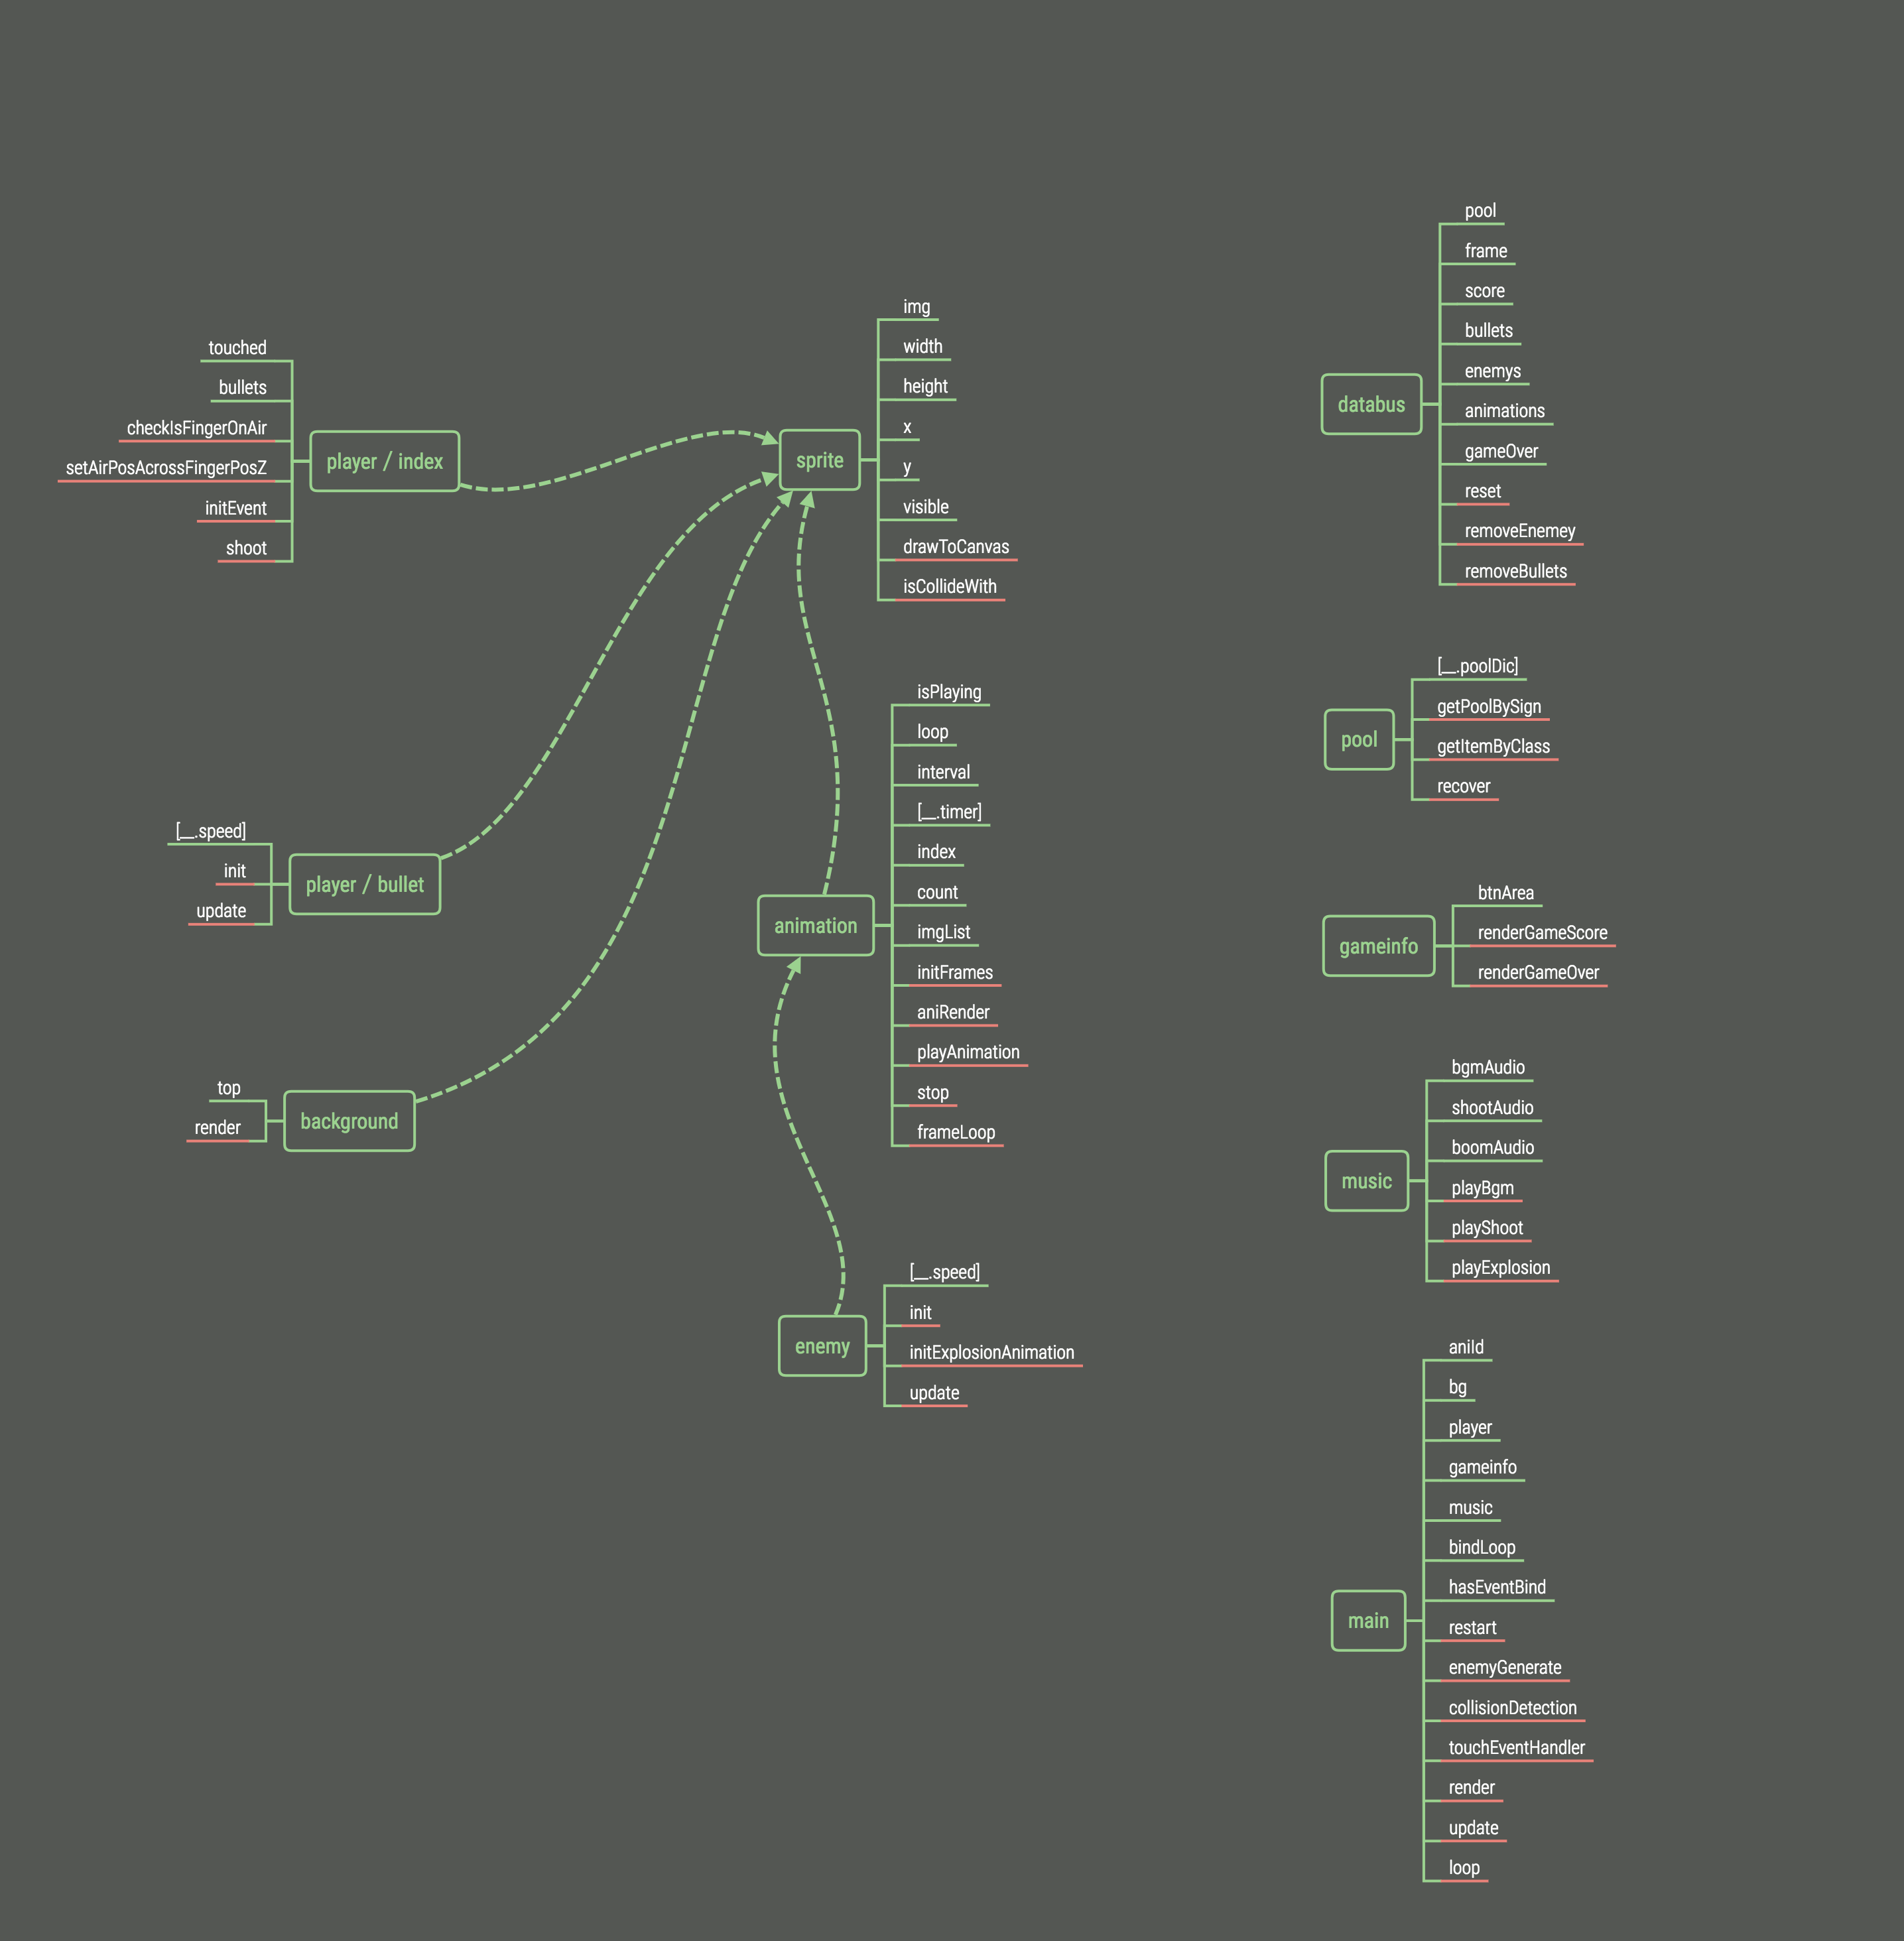 touched
bullets
checkIsFingerOnAir
setAirPosAcrossFingerPosZ
initEvent
shoot
player / index
sprite
img
width
height
x
y
visible
drawToCanvas
isCollideWith
[__.speed]
init
update
player / bullet
top
render
background
animation
isPlaying
loop
interval
[__.timer]
index
count
imgList
initFrames
aniRender
playAnimation
stop
frameLoop
enemy
[__.speed]
init
initExplosionAnimation
update
databus
pool
frame
score
bullets
enemys
animations
gameOver
reset
removeEnemey
removeBullets
pool
[__.poolDic]
getPoolBySign
getItemByClass
recover
gameinfo
btnArea
renderGameScore
renderGameOver
music
bgmAudio
shootAudio
boomAudio
playBgm
playShoot
playExplosion
main
aniId
bg
player
gameinfo
music
bindLoop
hasEventBind
restart
enemyGenerate
collisionDetection
touchEventHandler
render
update
loop